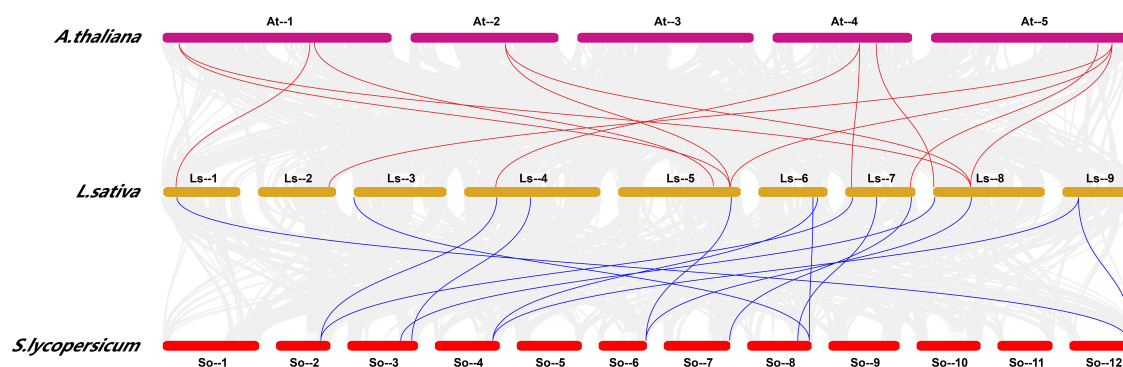 At--1 At--2 At--3 At--4 At--5
A.thaliana
Ls--1 Ls--2 Ls--3 Ls--4 Ls--5 Ls--6 Ls--7 Ls--8 Ls--9
L.sativa
S.lycopersicum
So--1 So--2 So--3 So--4 So--5 So--6 So--7 So--8 So--9 So--10 So--11 So--12